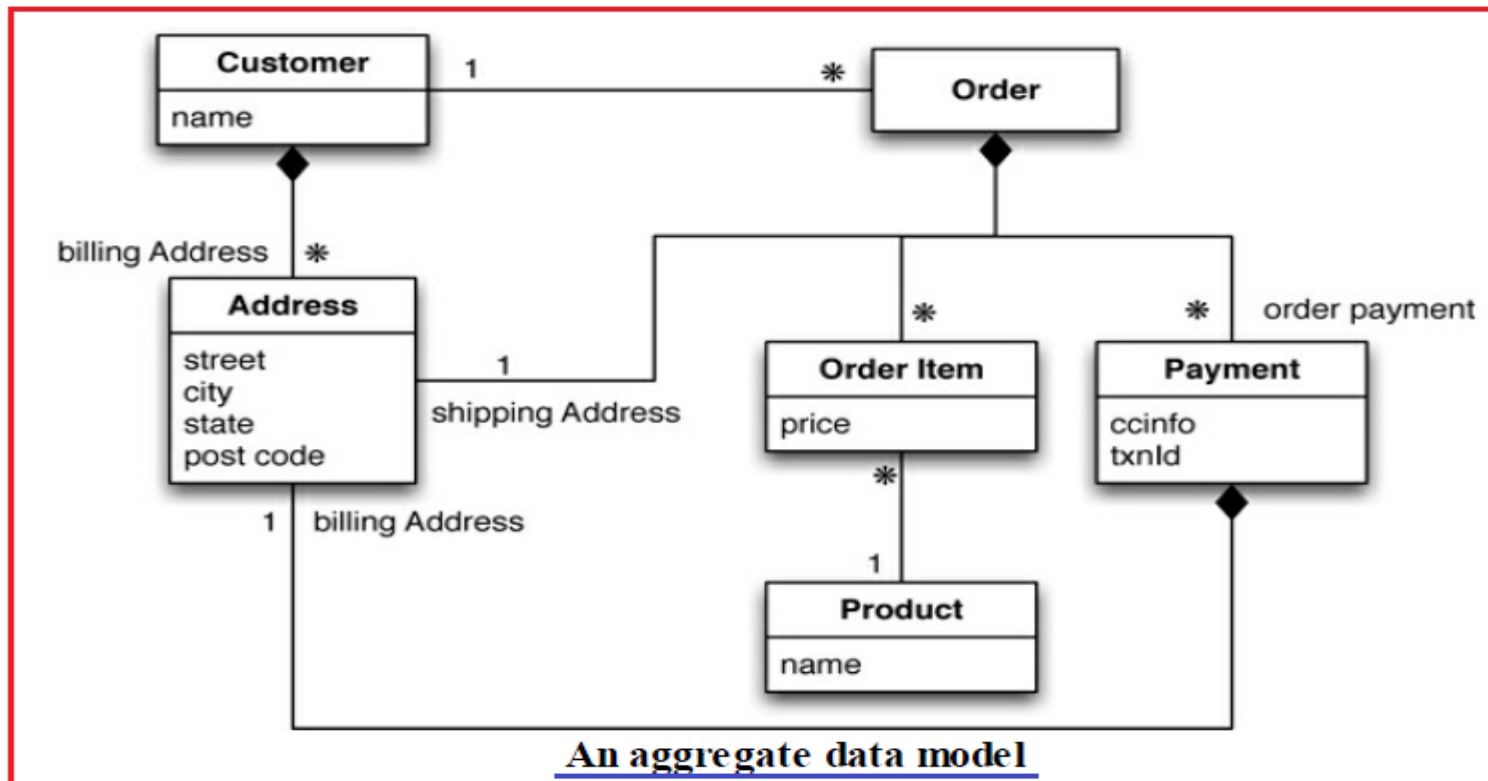 Customer
name
1
*
Order
billing Address
*
Address
street
city
state
post code
1
shipping Address
*
Order Item
price
*
order payment
Payment
ccinfo
txnId
*
1
Product
name
1
billing Address
An aggregate data model